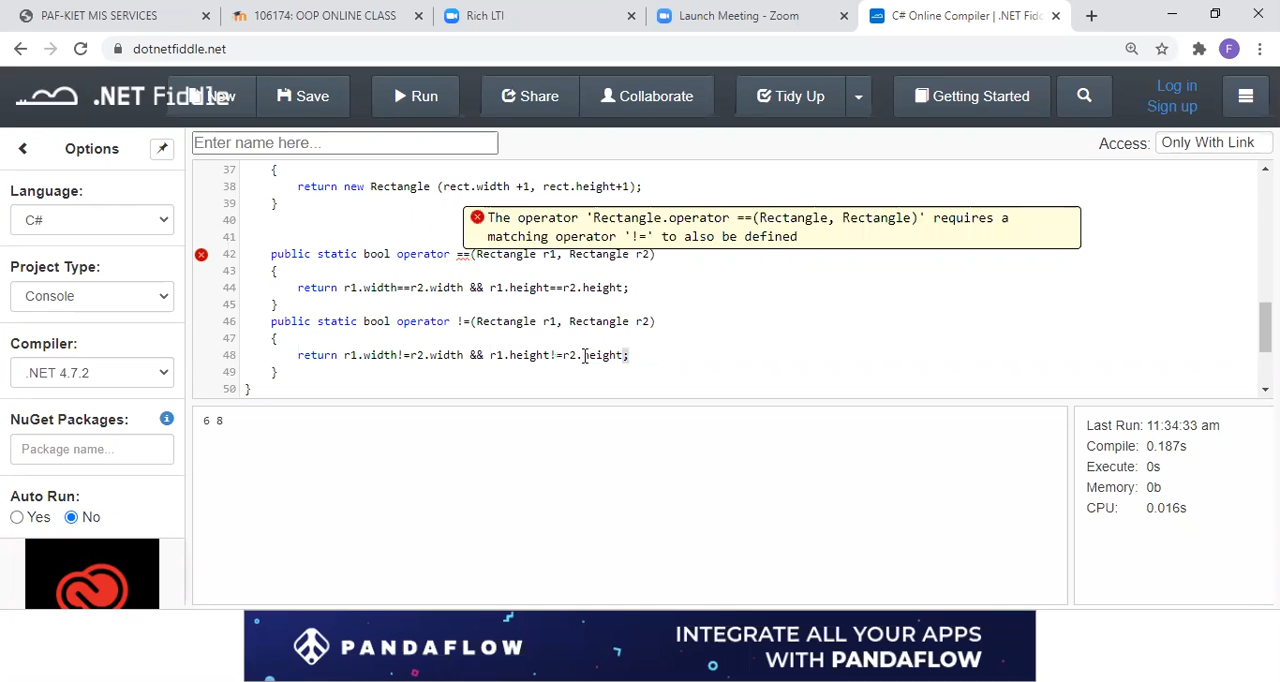 PAF-KIET MIS SERVICES
106174: OOP ONLINE CLASS
Rich LTI
Launch Meeting - Zoom
C# Online Compiler | .NET Fidd
dotnetfiddle.net
F
.NET Fiddle
New
Save
Run
Share
Collaborate
Tidy Up
Getting Started
Log in
Sign up
Options
Enter name here...
Access:
Only With Link
Language:
C#
Project Type:
Console
Compiler:
.NET 4.7.2
NuGet Packages:
Package name...
Auto Run:
Yes
No
37 {
38 return new Rectangle (rect.width +1, rect.height+1);
39 }
40
41
The operator 'Rectangle.operator ==(Rectangle, Rectangle)' requires a
matching operator '!=' to also be defined
42 public static bool operator ==(Rectangle r1, Rectangle r2)
43 {
44 return r1.width==r2.width && r1.height==r2.height;
45 }
46 public static bool operator !=(Rectangle r1, Rectangle r2)
47 {
48 return r1.width!=r2.width && r1.height!=r2.height;
49 }
50 }
6 8
Last Run: 11:34:33 am
Compile: 0.187s
Execute: 0s
Memory: 0b
CPU: 0.016s
PANDAFLOW
INTEGRATE ALL YOUR APPS
WITH PANDAFLOW